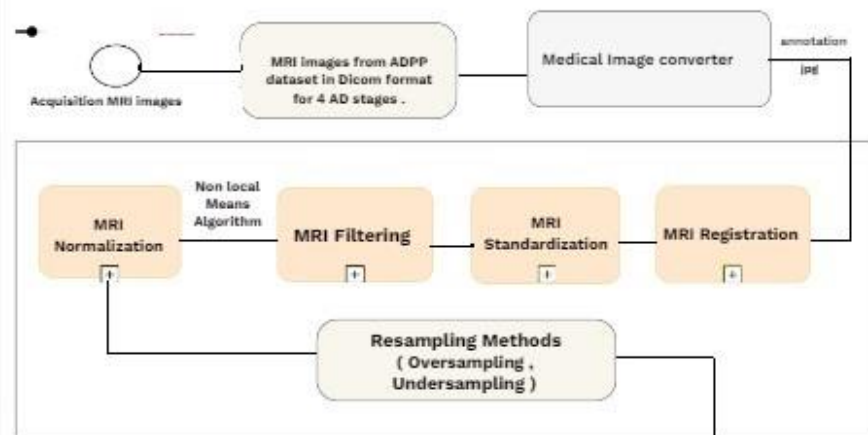 Acquisition MRI images
MRI images from ADPP
dataset in Dicom format
for 4 AD stages .
Medical Image converter
annotation
jpg
MRI
Normalization
Non local
Means
Algorithm
MRI Filtering
MRI
Standardization
MRI Registration
Resampling Methods
( Oversampling ,
Undersampling )